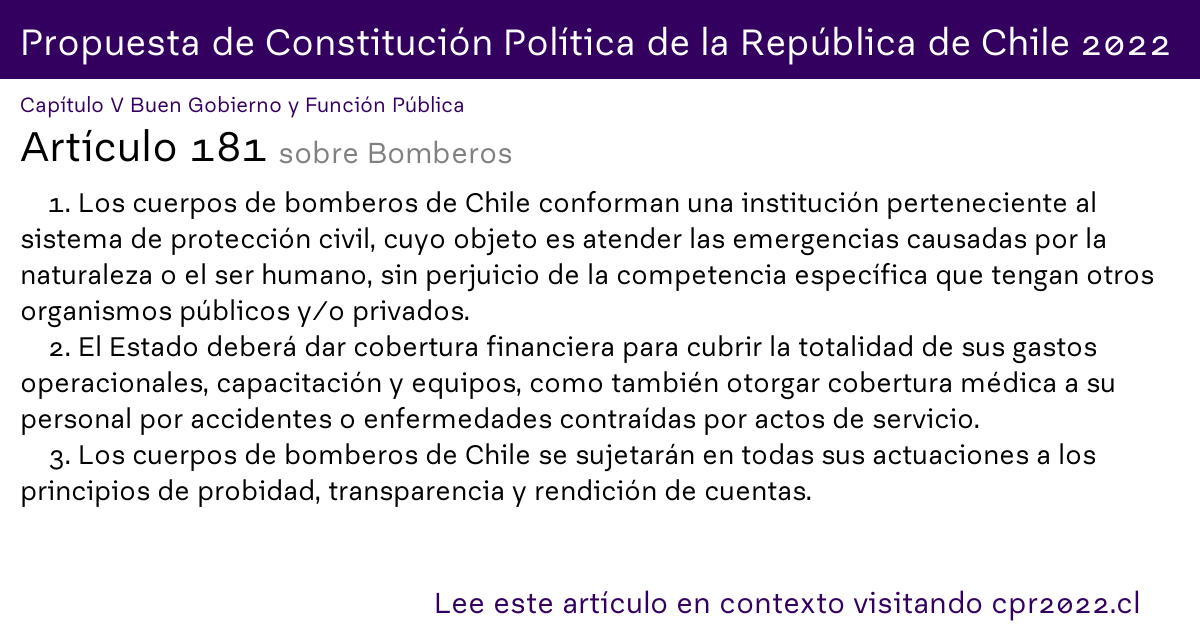 Propuesta de Constitución Política de la República de Chile 2022
Capítulo V Buen Gobierno y Función Pública
Artículo 181 sobre Bomberos
1. Los cuerpos de bomberos de Chile conforman una institución perteneciente al
sistema de protección civil, cuyo objeto es atender las emergencias causadas por la
naturaleza o el ser humano, sin perjuicio de la competencia específica que tengan otros
organismos públicos y/o privados.
2. El Estado deberá dar cobertura financiera para cubrir la totalidad de sus gastos
operacionales, capacitación y equipos, como también otorgar cobertura médica a su
personal por accidentes o enfermedades contraídas por actos de servicio.
3. Los cuerpos de bomberos de Chile se sujetarán en todas sus actuaciones a los
principios de probidad, transparencia y rendición de cuentas.
Lee este artículo en contexto visitando cpr2022.cl